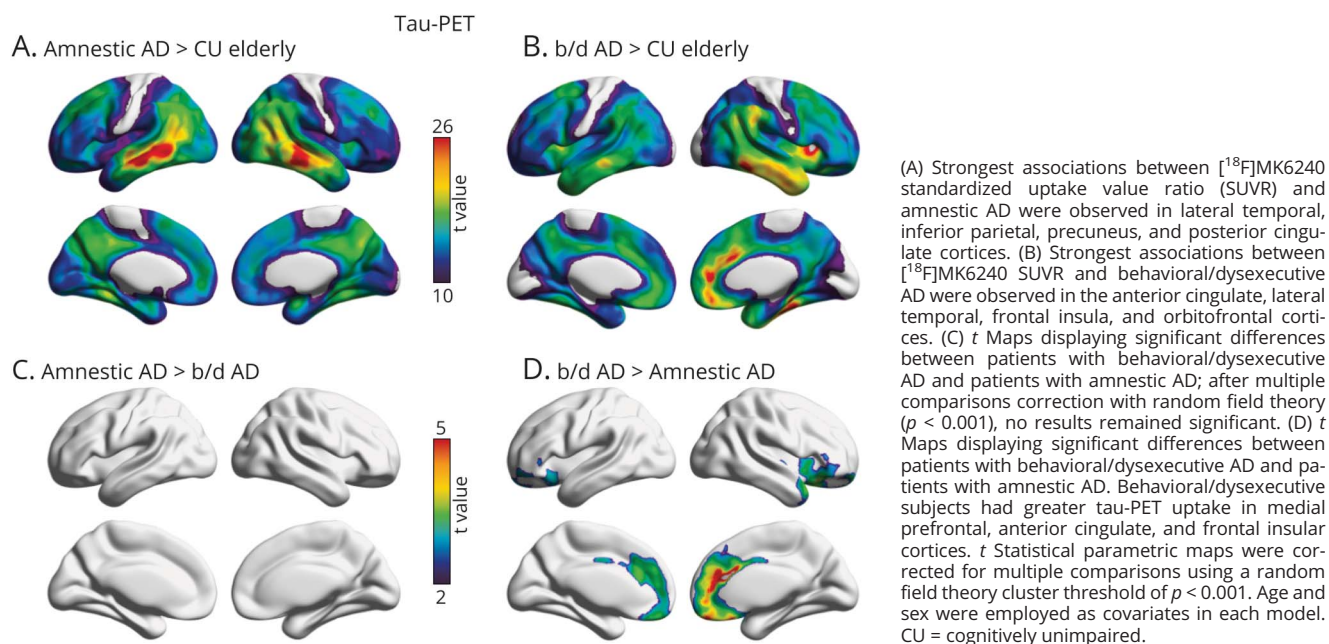 Tau-PET
A. Amnestic AD > CU elderly
B. b/d AD > CU elderly
26
t value
10
C. Amnestic AD > b/d AD
D. b/d AD > Amnestic AD
5
t value
2
(A) Strongest associations between [¹⁸F]MK6240
standardized uptake value ratio (SUVR) and
amnestic AD were observed in lateral temporal,
inferior parietal, precuneus, and posterior cingu-
late cortices. (B) Strongest associations between
[¹⁸F]MK6240 SUVR and behavioral/dysexecutive
AD were observed in the anterior cingulate, lateral
temporal, frontal insula, and orbitofrontal corti-
ces. (C) t Maps displaying significant differences
between patients with behavioral/dysexecutive
AD and patients with amnestic AD; after multiple
comparisons correction with random field theory
(p < 0.001), no results remained significant. (D) t
Maps displaying significant differences between
patients with behavioral/dysexecutive AD and pa-
tients with amnestic AD. Behavioral/dysexecutive
subjects had greater tau-PET uptake in medial
prefrontal, anterior cingulate, and frontal insular
cortices. t Statistical parametric maps were cor-
rected for multiple comparisons using a random
field theory cluster threshold of p < 0.001. Age and
sex were employed as covariates in each model.
CU = cognitively unimpaired.